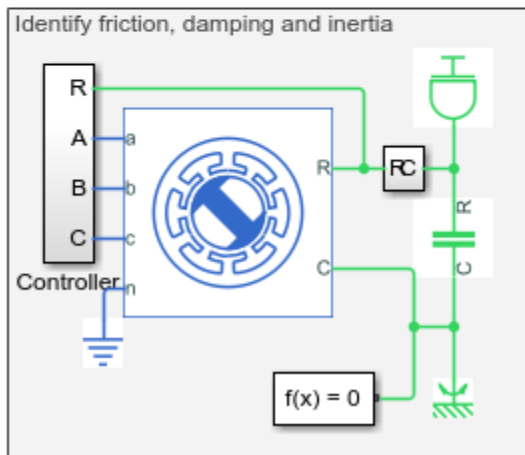 Identify friction, damping and inertia
R
A a
B b
C c
Controller n
R
C
RC
R
C
f(x) = 0